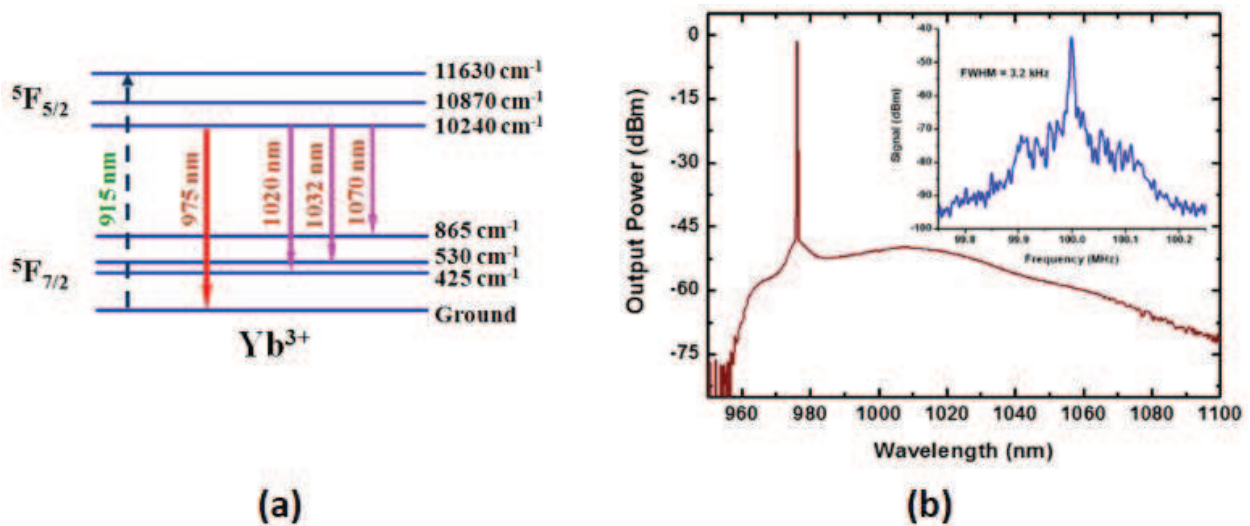 11630 cm-1
⁵F5/2
10870 cm-1
10240 cm-1
915 nm
975 nm
1020 nm
1032 nm
1070 nm
865 cm-1
530 cm-1
⁵F7/2
425 cm-1
Ground
Yb3+
(a)
Output Power (dBm)
0
-15
-30
-45
-60
-75
960 980 1000 1020 1040 1060 1080 1100
Wavelength (nm)
Signal (dBm)
-40
-50
-60
-70
-80
-90
-100
FWHM = 3.2 kHz
99.8 99.9 100.0 100.1 100.2
Frequency (MHz)
(b)